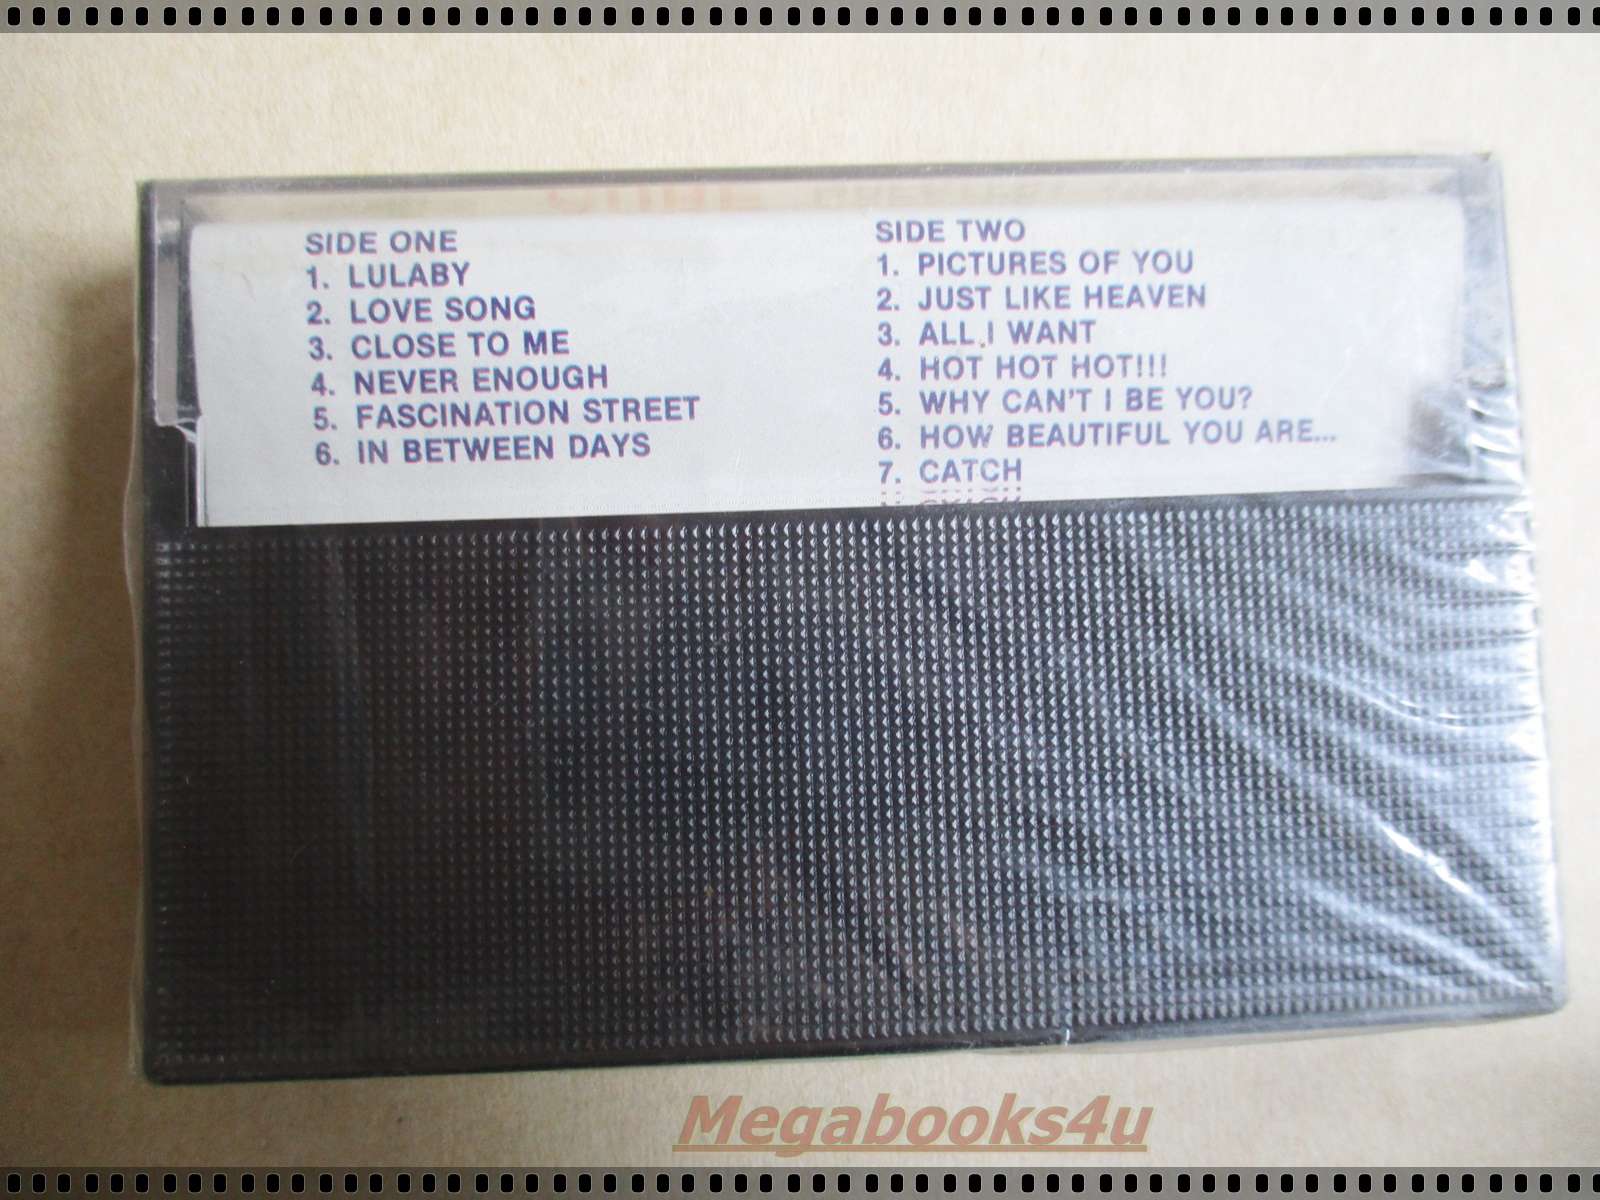 SIDE ONE
1. LULABY
2. LOVE SONG
3. CLOSE TO ME
4. NEVER ENOUGH
5. FASCINATION STREET
6. IN BETWEEN DAYS
SIDE TWO
1. PICTURES OF YOU
2. JUST LIKE HEAVEN
3. ALL I WANT
4. HOT HOT HOT!!!
5. WHY CAN'T I BE YOU?
6. HOW BEAUTIFUL YOU ARE...
7. CATCH
Megabooks4u